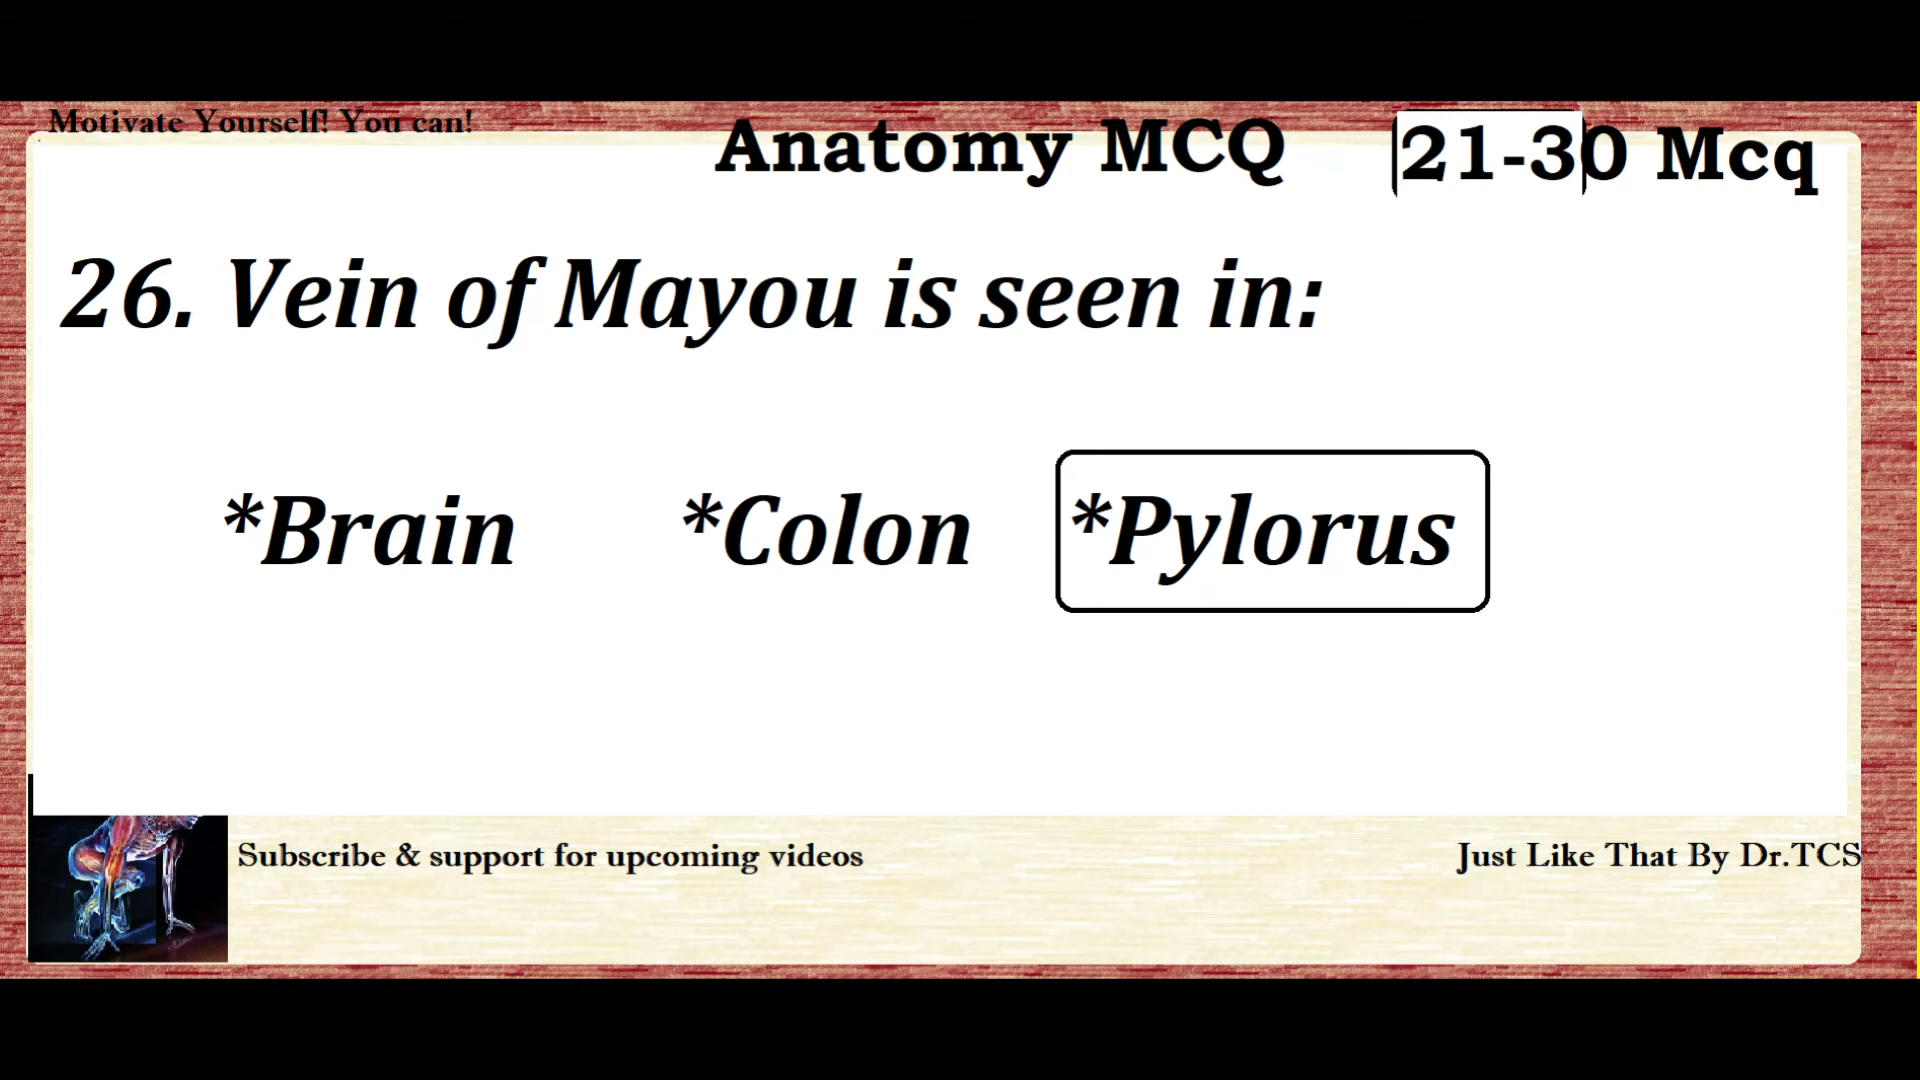 Motivate Yourself! You can!
Anatomy MCQ 21-30 Mcq
26. Vein of Mayou is seen in:
*Brain *Colon *Pylorus
Subscribe & support for upcoming videos
Just Like That By Dr.TCS